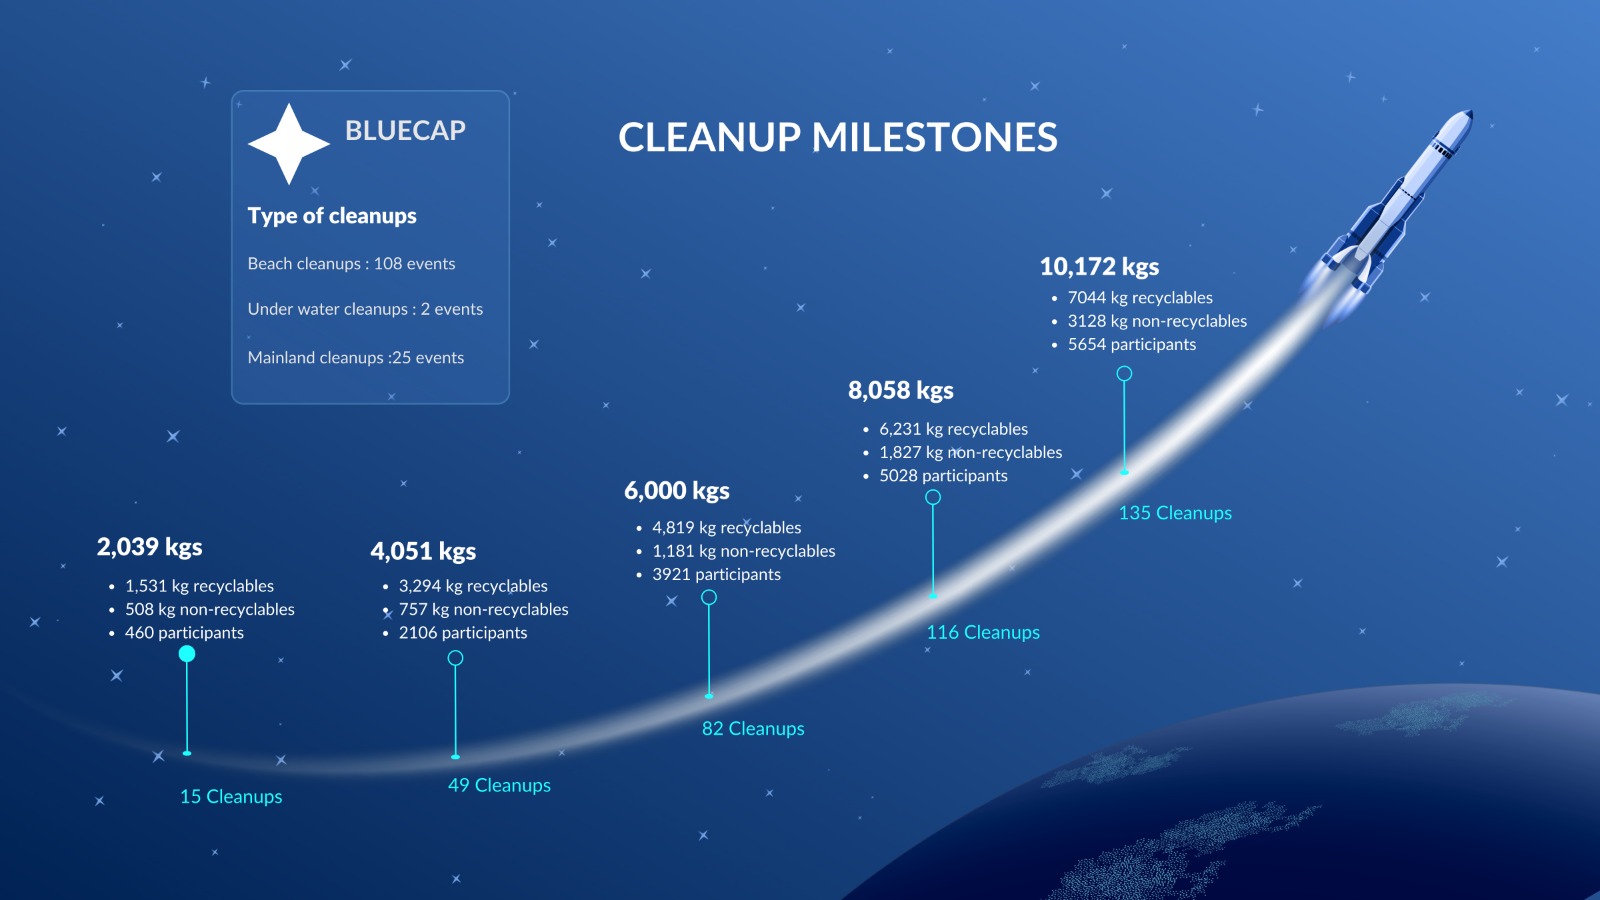 BLUECAP
Type of cleanups
Beach cleanups : 108 events
Under water cleanups : 2 events
Mainland cleanups :25 events
CLEANUP MILESTONES
2,039 kgs
• 1,531 kg recyclables
• 508 kg non-recyclables
• 460 participants
15 Cleanups
4,051 kgs
• 3,294 kg recyclables
• 757 kg non-recyclables
• 2106 participants
49 Cleanups
6,000 kgs
• 4,819 kg recyclables
• 1,181 kg non-recyclables
• 3921 participants
82 Cleanups
8,058 kgs
• 6,231 kg recyclables
• 1,827 kg non-recyclables
• 5028 participants
116 Cleanups
10,172 kgs
• 7044 kg recyclables
• 3128 kg non-recyclables
• 5654 participants
135 Cleanups